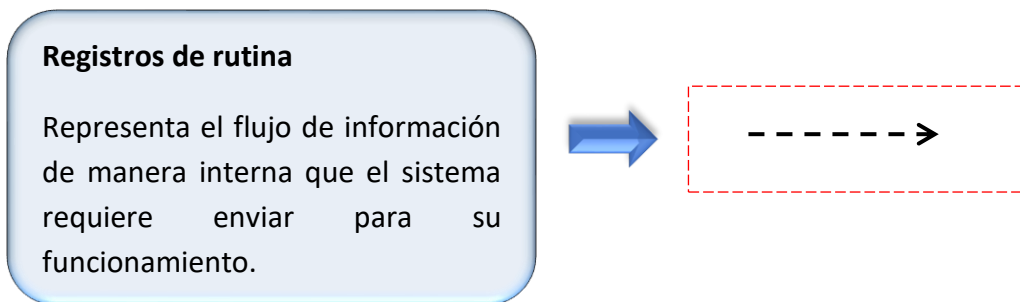 Registros de rutina
Representa el flujo de información
de manera interna que el sistema
requiere enviar para su
funcionamiento.